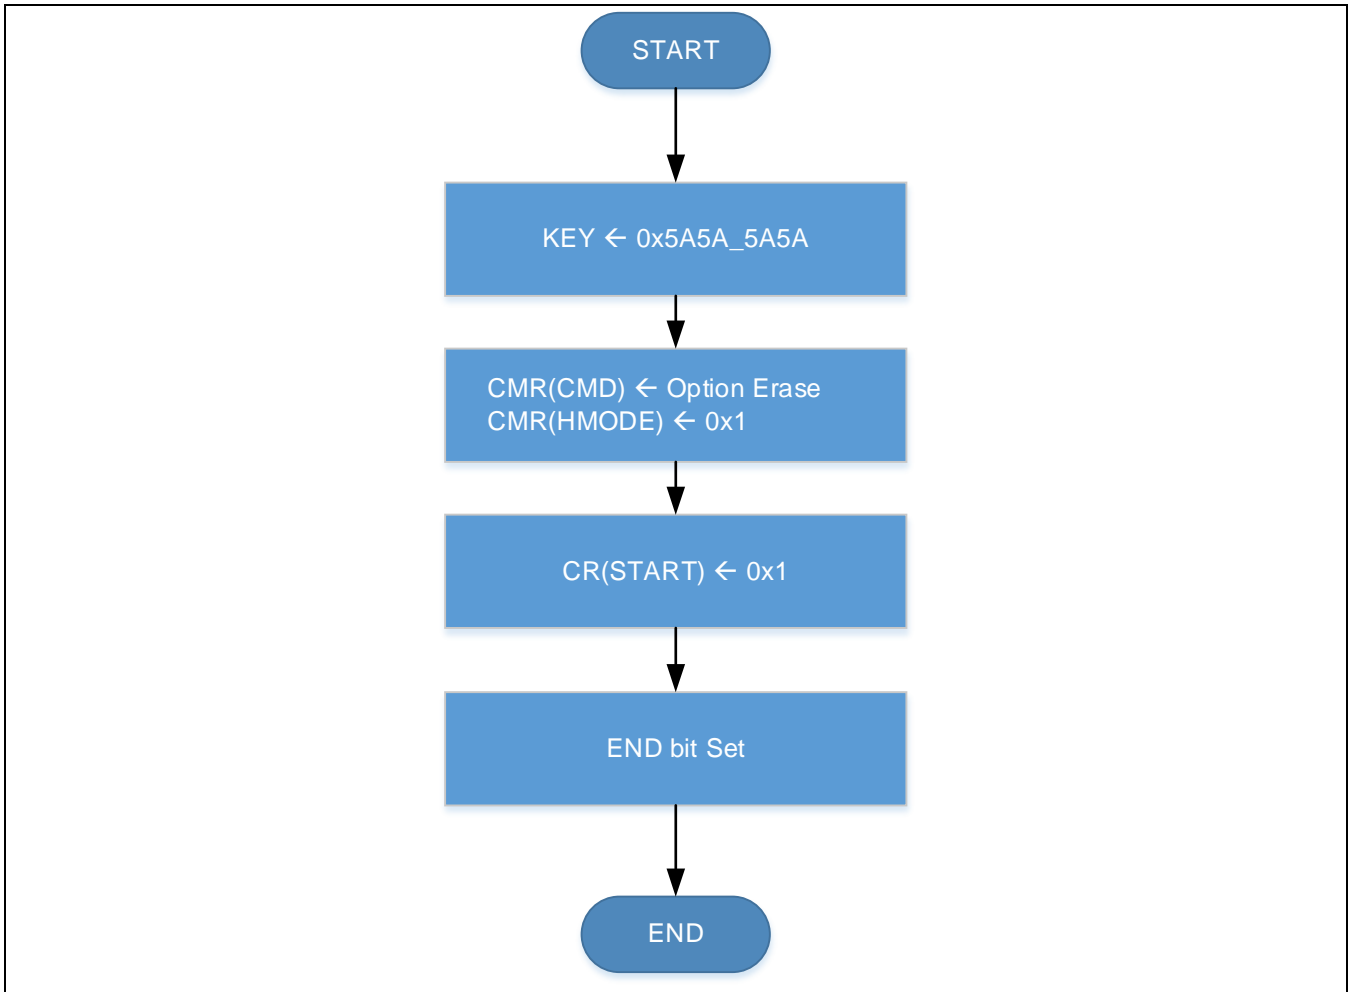 START
KEY ← 0x5A5A_5A5A
CMR(CMD) ← Option Erase
CMR(HMODE) ← 0x1
CR(START) ← 0x1
END bit Set
END